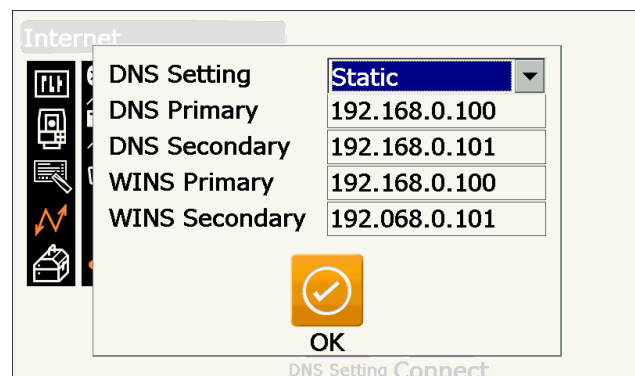 Internet
DNS Setting Static
DNS Primary 192.168.0.100
DNS Secondary 192.168.0.101
WINS Primary 192.168.0.100
WINS Secondary 192.068.0.101
OK
DNS Setting Connect